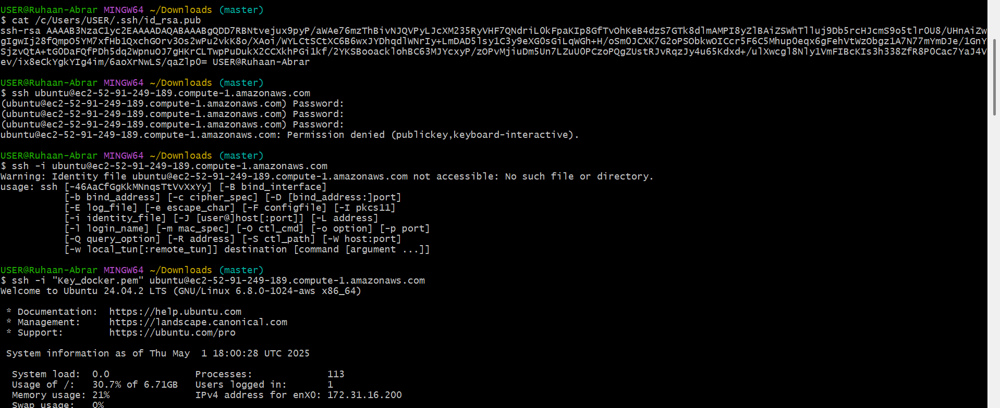 USER@Ruhaan-Abrar MINGW64 ~/Downloads (master)
$ cat /c/Users/USER/.ssh/id_rsa.pub
ssh-rsa AAAAB3NzaC1yc2EAAAADAQABAAABgQDD7RBNtvejux9pyP/aWAe76mzThBivNJQVPyLJcXM235RyVHF7QNdriL0kFpaKIp8GfTvOhKeB4dzS7GTk8dlmAMPI8yZlBAiZSWhTlluj9Db5rcHJcmS9o5tlrOU8/UHnAiZw
gIgwIj28fQmpO5YM7xfHb1QxchGOrv3Os2wPu2vkK8o/XAoi/WYLCtSCtXC6B6wxJYDhqdlWNrIy+LmDAD5lsy1C3y9eXG0sGiLqWGh+H/oSm0JCXK7G2oPSObkwOICcr5F6C5Mhup0eqx6gFehVtWzObgz1A7N77mYmDJe/1GnY
SjzvQtA+tG0DaFQfPDh5dq2WpnuOJ7gHKrCLTwpPuDukX2CCXkhPGi1kf/2YKSBooacklohBC63MJYcxyP/zOPvMjiuDm5Un7LZuU0PCzoPQgZUstRJvRqzJy4u65Kdxd+/ulXwcgl8Nly1VmFIBcKIs3h338ZfR8P0Cac7YaJ4V
ev/ix8eCkYgkYIg4im/6aoXrNwLS/qaZlp0= USER@Ruhaan-Abrar
USER@Ruhaan-Abrar MINGW64 ~/Downloads (master)
$ ssh ubuntu@ec2-52-91-249-189.compute-1.amazonaws.com
(ubuntu@ec2-52-91-249-189.compute-1.amazonaws.com) Password:
(ubuntu@ec2-52-91-249-189.compute-1.amazonaws.com) Password:
(ubuntu@ec2-52-91-249-189.compute-1.amazonaws.com) Password:
ubuntu@ec2-52-91-249-189.compute-1.amazonaws.com: Permission denied (publickey,keyboard-interactive).
USER@Ruhaan-Abrar MINGW64 ~/Downloads (master)
$ ssh -i ubuntu@ec2-52-91-249-189.compute-1.amazonaws.com
Warning: Identity file ubuntu@ec2-52-91-249-189.compute-1.amazonaws.com not accessible: No such file or directory.
usage: ssh [-46AaCfGgKkMNnqsTtVvXxYy] [-B bind_interface]
[-b bind_address] [-c cipher_spec] [-D [bind_address:]port]
[-E log_file] [-e escape_char] [-F configfile] [-I pkcs11]
[-i identity_file] [-J [user@]host[:port]] [-L address]
[-l login_name] [-m mac_spec] [-O ctl_cmd] [-o option] [-p port]
[-Q query_option] [-R address] [-S ctl_path] [-W host:port]
[-w local_tun[:remote_tun]] destination [command [argument ...]]
USER@Ruhaan-Abrar MINGW64 ~/Downloads (master)
$ ssh -i "Key_docker.pem" ubuntu@ec2-52-91-249-189.compute-1.amazonaws.com
Welcome to Ubuntu 24.04.2 LTS (GNU/Linux 6.8.0-1024-aws x86_64)
* Documentation:  https://help.ubuntu.com
* Management:     https://landscape.canonical.com
* Support:        https://ubuntu.com/pro
System information as of Thu May  1 18:00:28 UTC 2025
System load:  0.0               Processes:             113
Usage of /:   30.7% of 6.71GB   Users logged in:       1
Memory usage: 21%               IPv4 address for enX0: 172.31.16.200
Swap usage:   0%